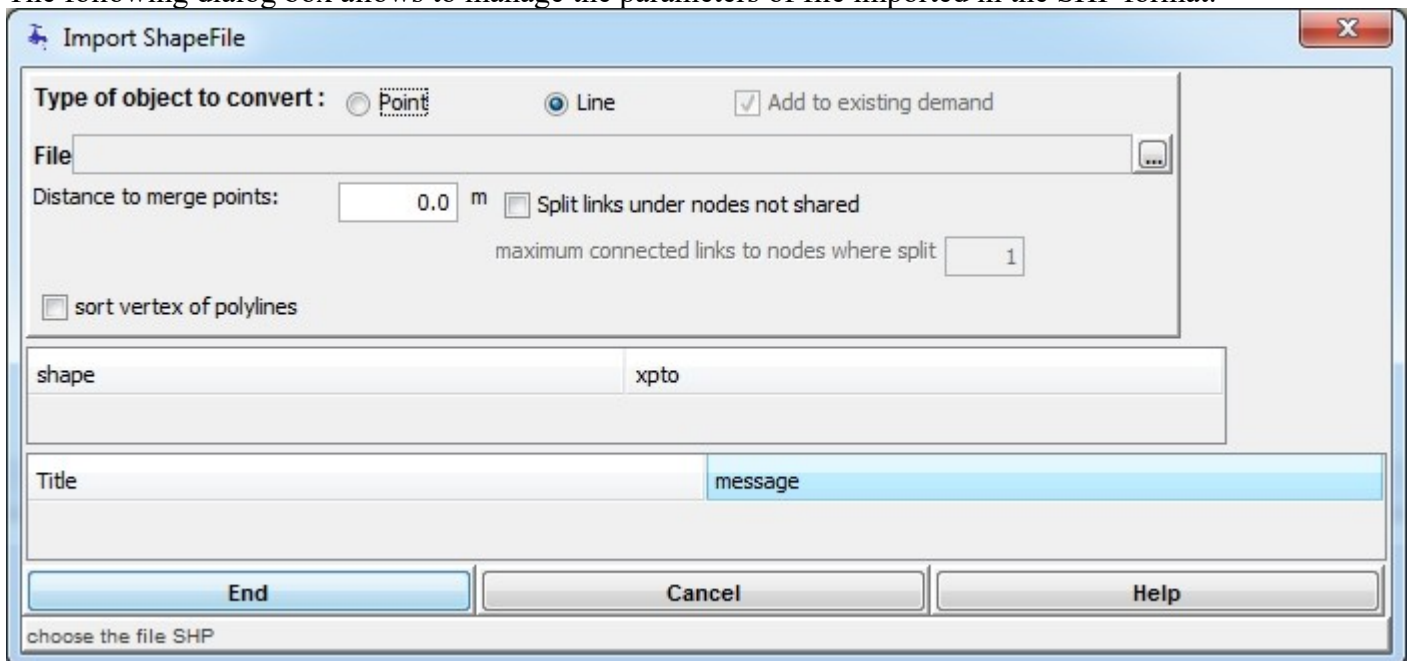 The following dialog box allows to manage the parameters of file imported in the SHP format.
Import ShapeFile
Type of object to convert : Point Line Add to existing demand
File ...
Distance to merge points: 0.0 m Split links under nodes not shared
maximum connected links to nodes where split 1
sort vertex of polylines
shape xpto
Title message
End Cancel Help
choose the file SHP